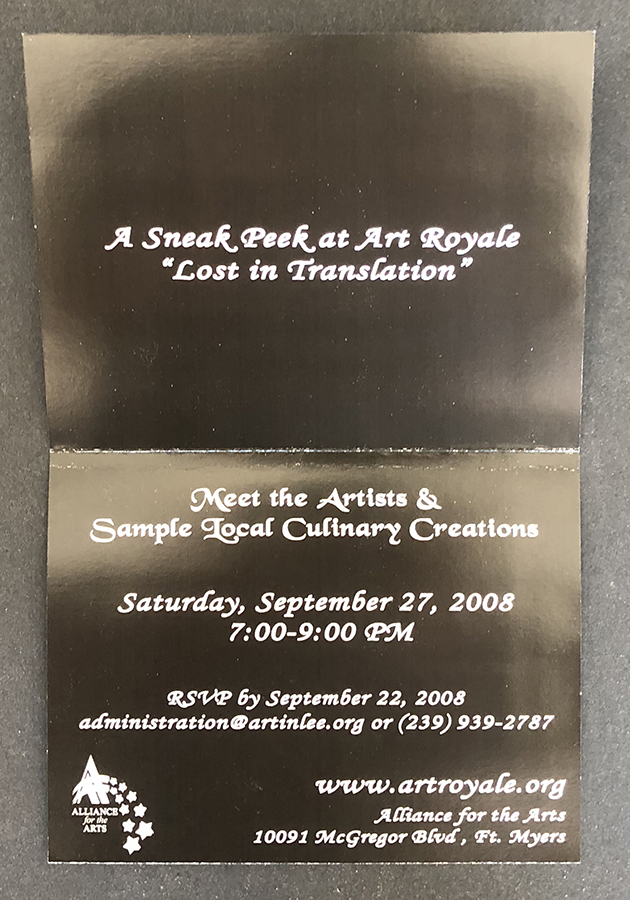 A Sneak Peek at Art Royale
“Lost in Translation”
Meet the Artists &
Sample Local Culinary Creations
Saturday, September 27, 2008
7:00-9:00 PM
RSVP by September 22, 2008
administration@artinlee.org or (239) 939-2787
www.artroyale.org
Alliance for the Arts
10091 McGregor Blvd , Ft. Myers
ALLIANCE
for the
ARTS